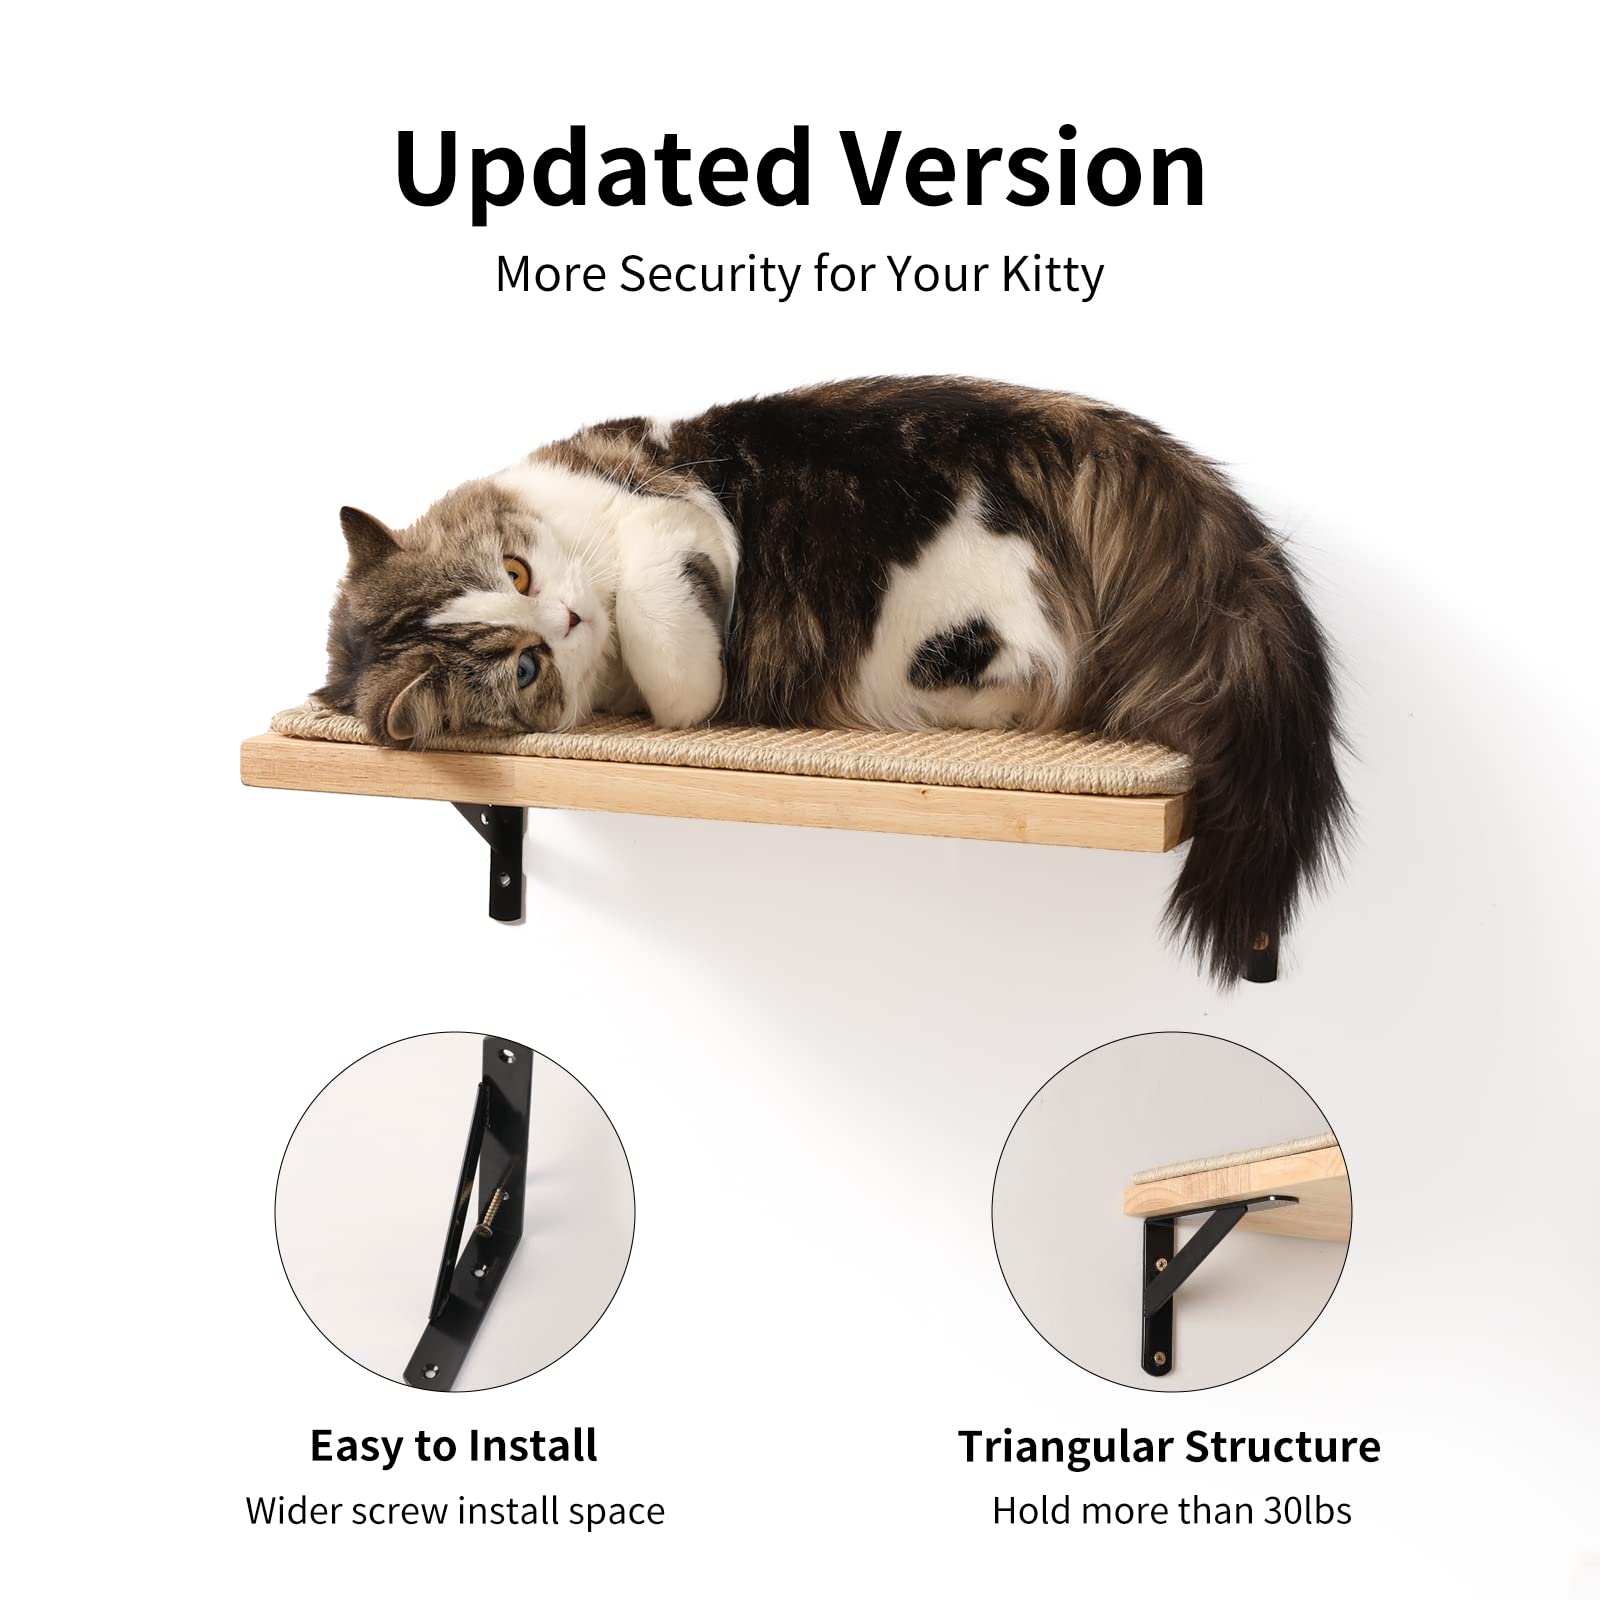 Updated Version
More Security for Your Kitty
Easy to Install
Wider screw install space
Triangular Structure
Hold more than 30lbs